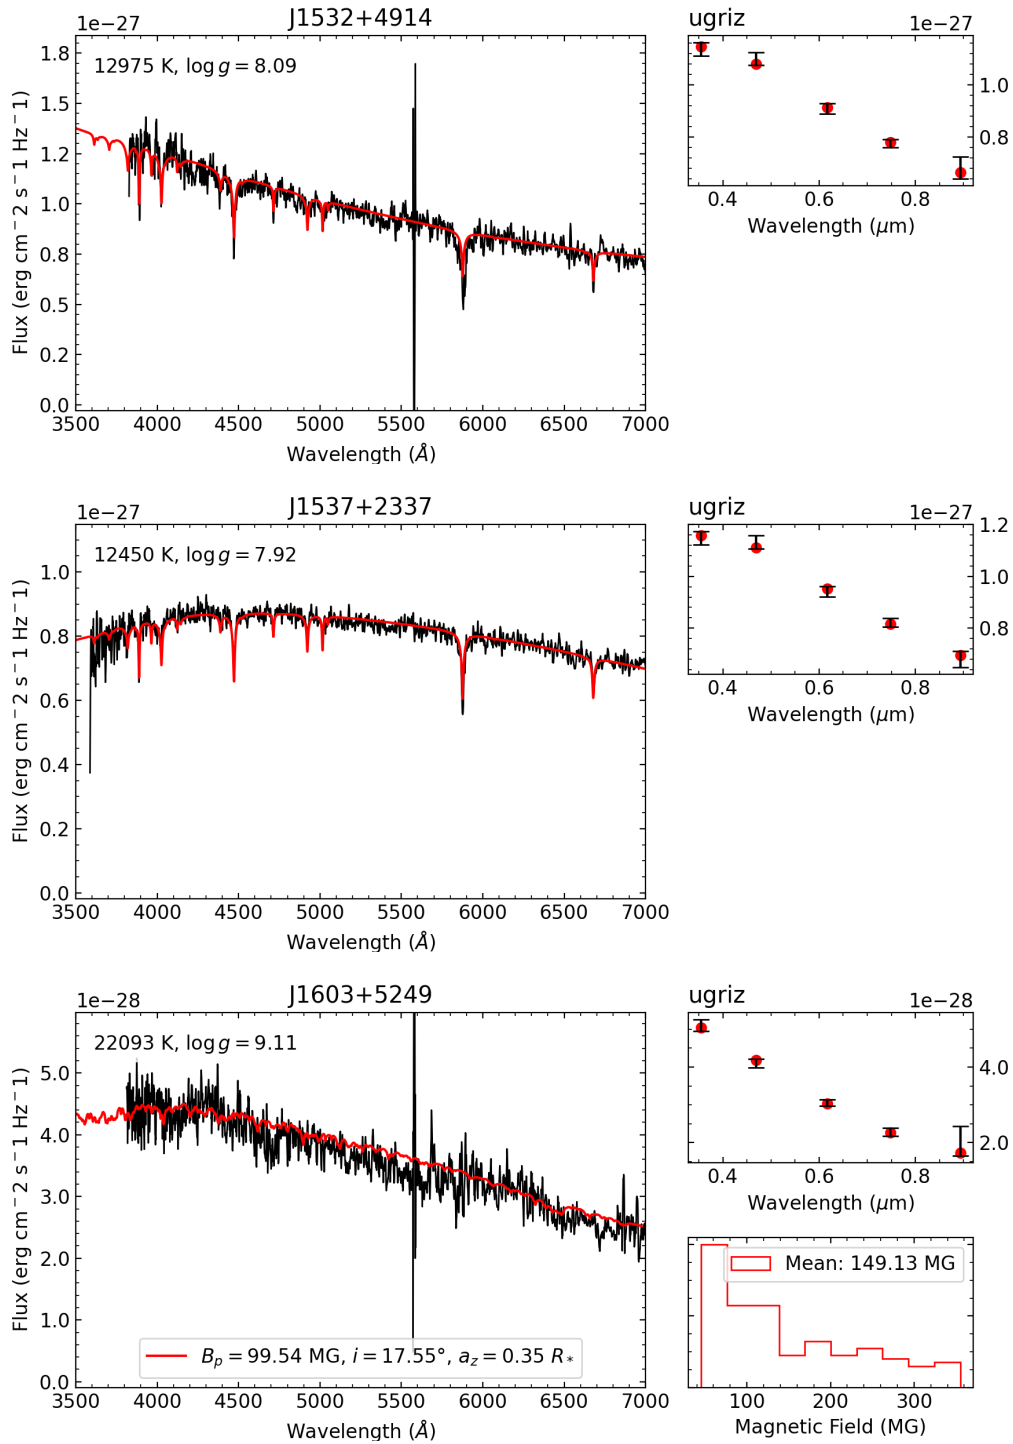 J1532+4914
1e−27
12975 K, log g = 8.09
Flux (erg cm−2 s−1 Hz−1)
1.8
1.5
1.2
1.0
0.8
0.5
0.2
0.0
3500 4000 4500 5000 5500 6000 6500 7000
Wavelength (Å)
ugriz
1e−27
1.0
0.8
0.4 0.6 0.8
Wavelength (μm)
J1537+2337
1e−27
12450 K, log g = 7.92
Flux (erg cm−2 s−1 Hz−1)
1.0
0.8
0.6
0.4
0.2
0.0
3500 4000 4500 5000 5500 6000 6500 7000
Wavelength (Å)
ugriz
1e−27
1.2
1.0
0.8
0.4 0.6 0.8
Wavelength (μm)
J1603+5249
1e−28
22093 K, log g = 9.11
Flux (erg cm−2 s−1 Hz−1)
5.0
4.0
3.0
2.0
1.0
0.0
Bp = 99.54 MG, i = 17.55°, az = 0.35 R*
3500 4000 4500 5000 5500 6000 6500 7000
Wavelength (Å)
ugriz
1e−28
4.0
2.0
0.4 0.6 0.8
Wavelength (μm)
Mean: 149.13 MG
100 200 300
Magnetic Field (MG)